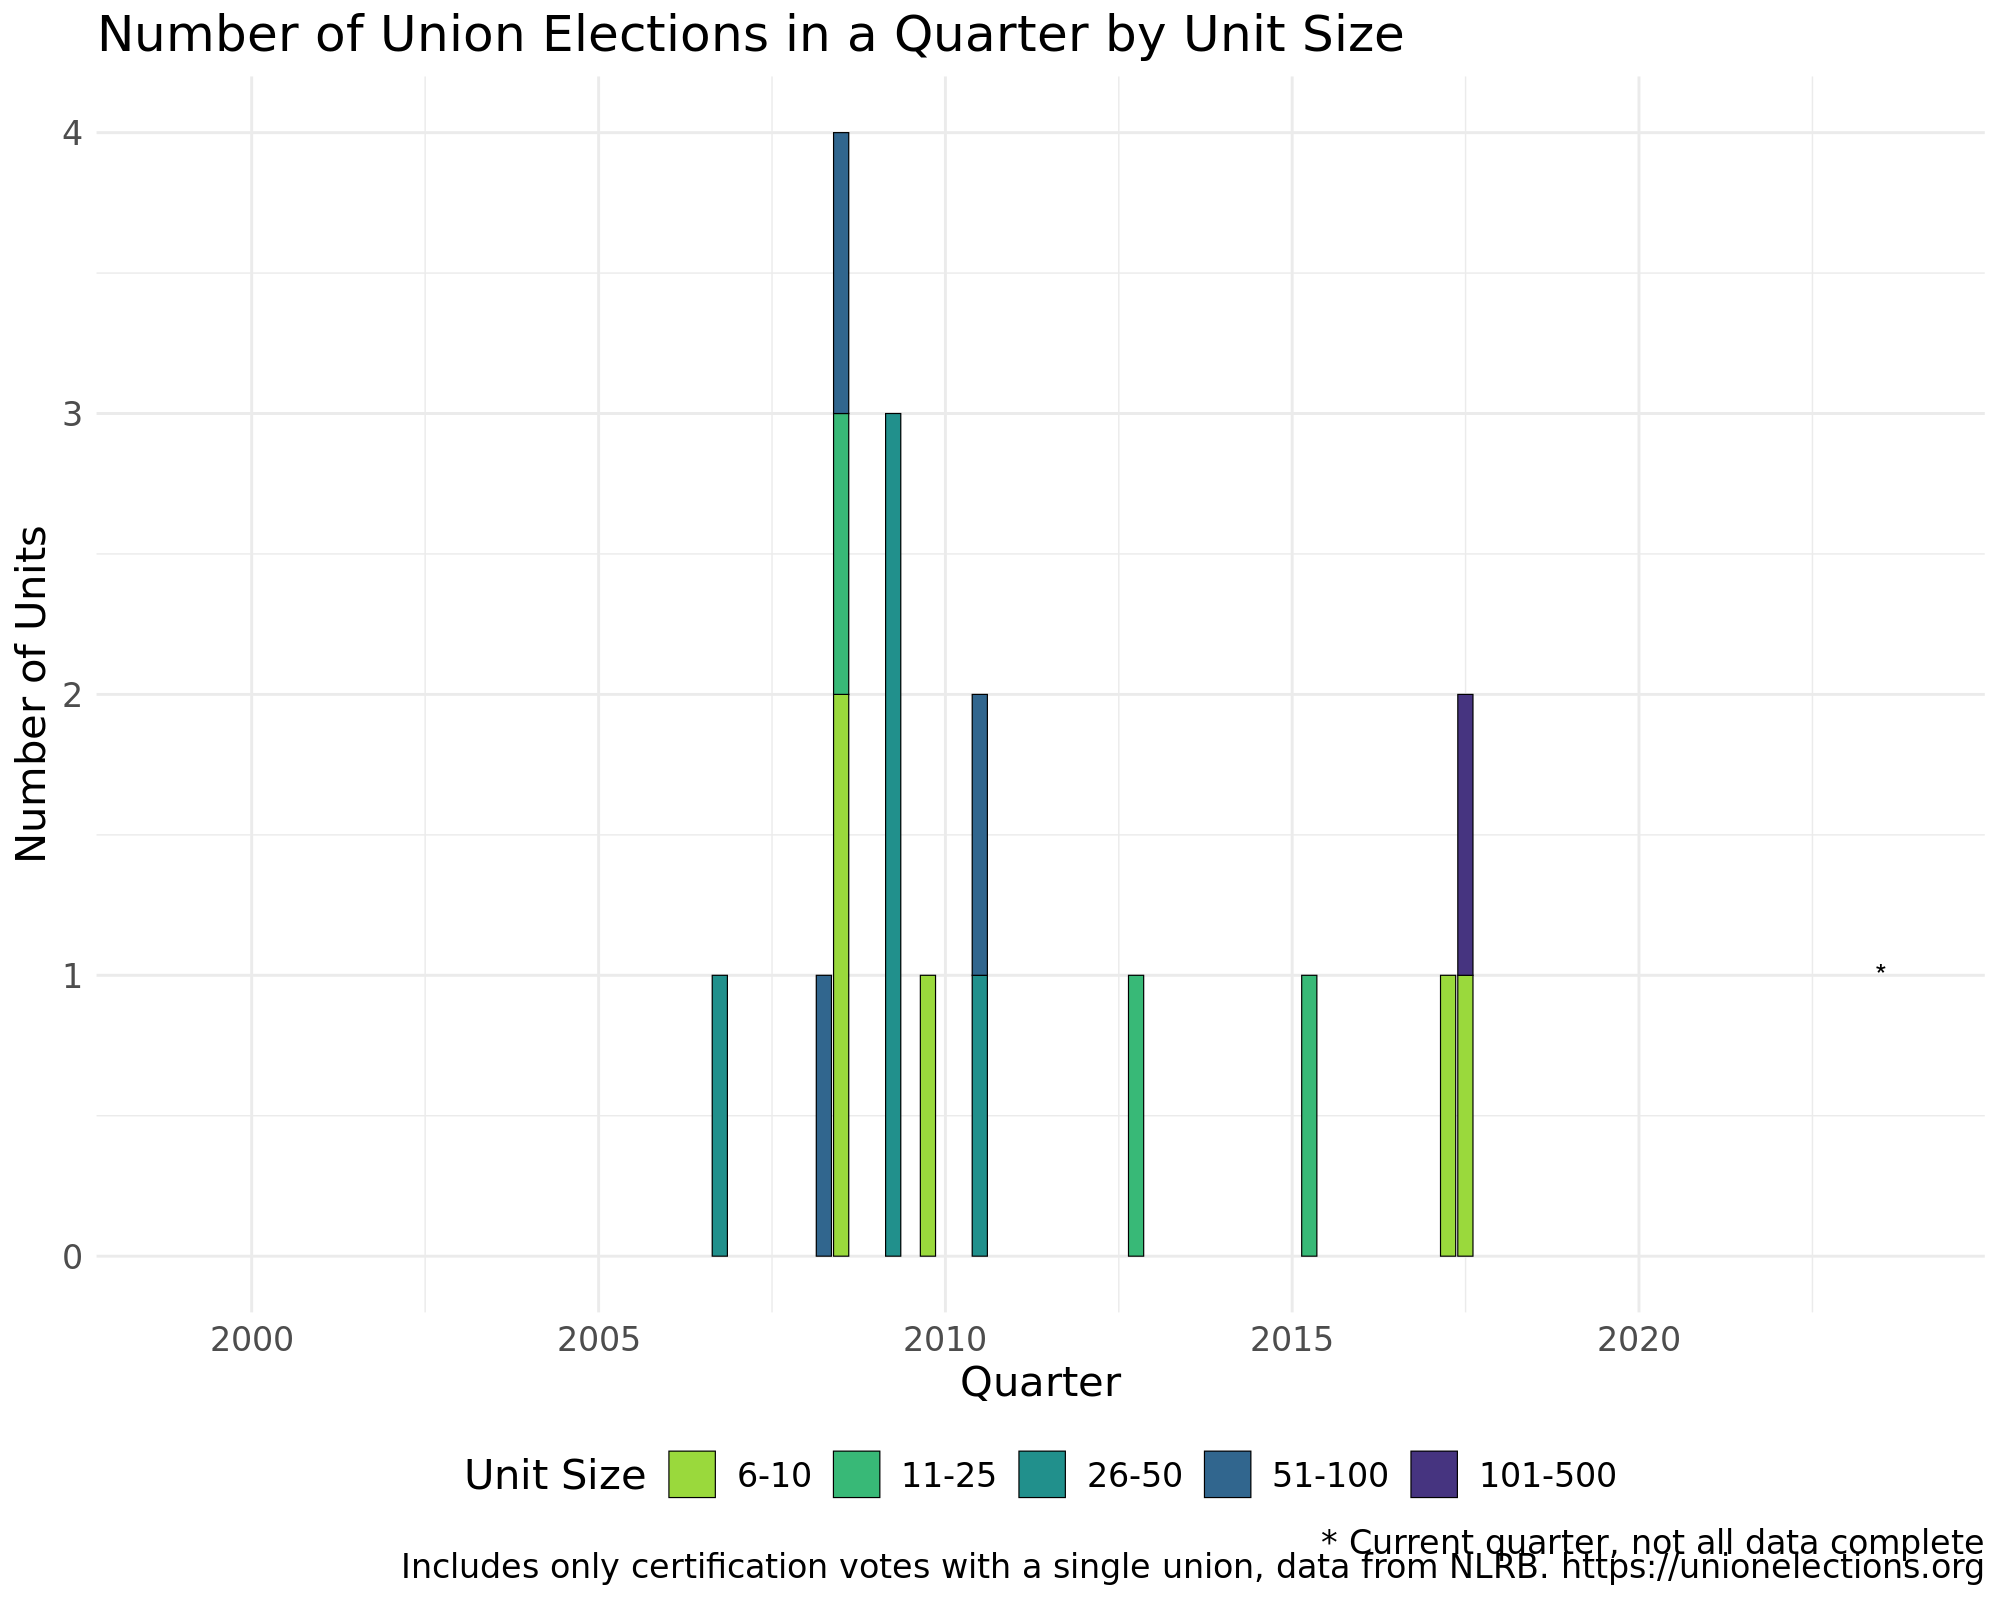 Number of Union Elections in a Quarter by Unit Size
Number of Units
4
3
2
1
0
*
2000 2005 2010 2015 2020
Quarter
Unit Size 6-10 11-25 26-50 51-100 101-500
* Current quarter, not all data complete
Includes only certification votes with a single union, data from NLRB. https://unionelections.org